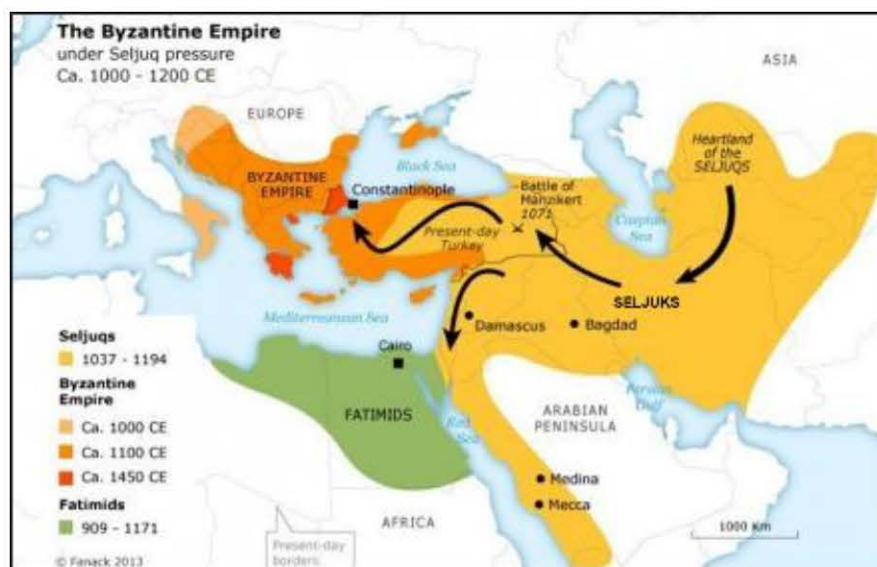 The Byzantine Empire
under Seljuq pressure
Ca. 1000 - 1200 CE
ASIA
EUROPE
Heartland
of the
SELJUQS
Black Sea
BYZANTINE
EMPIRE
Constantinople
Battle of
Manzikert
1071
Caspian
Sea
Present-day
Turkey
SELJUKS
Mediterranean Sea
Damascus
Bagdad
Seljuqs
1037 - 1194
Cairo
Persian
Gulf
Byzantine
Empire
Ca. 1000 CE
Ca. 1100 CE
Ca. 1450 CE
FATIMIDS
Red
Sea
ARABIAN
PENINSULA
Medina
Mecca
Fatimids
909 - 1171
AFRICA
1000 Km
Present-day
borders
© Fanack 2013